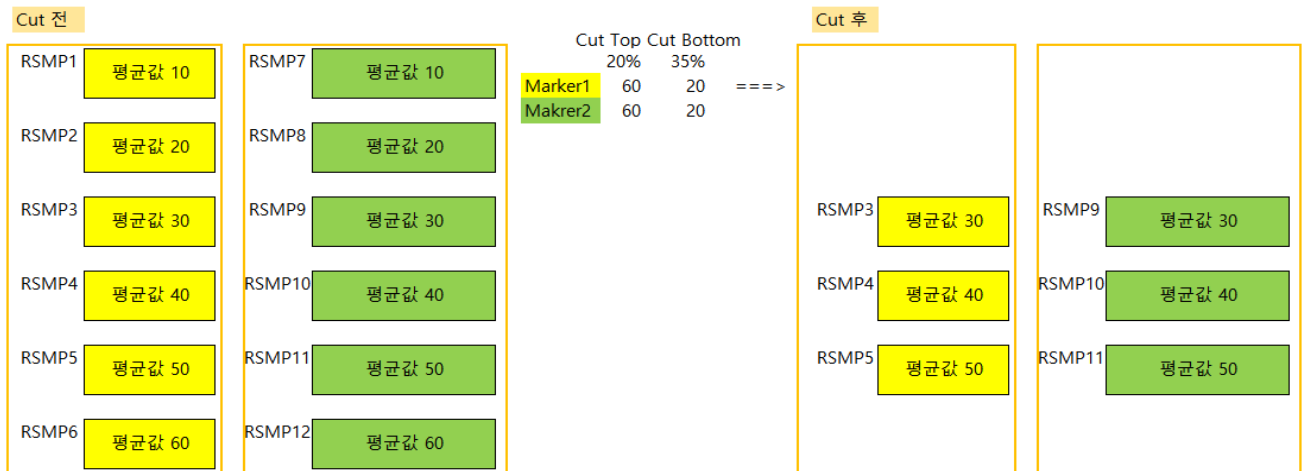 Cut 전
Cut 후
Cut Top Cut Bottom
20% 35%
Marker1 60 20 ===>
Makrer2 60 20
RSMP1 평균값 10 RSMP7 평균값 10
RSMP2 평균값 20 RSMP8 평균값 20
RSMP3 평균값 30 RSMP9 평균값 30 RSMP3 평균값 30 RSMP9 평균값 30
RSMP4 평균값 40 RSMP10 평균값 40 RSMP4 평균값 40 RSMP10 평균값 40
RSMP5 평균값 50 RSMP11 평균값 50 RSMP5 평균값 50 RSMP11 평균값 50
RSMP6 평균값 60 RSMP12 평균값 60